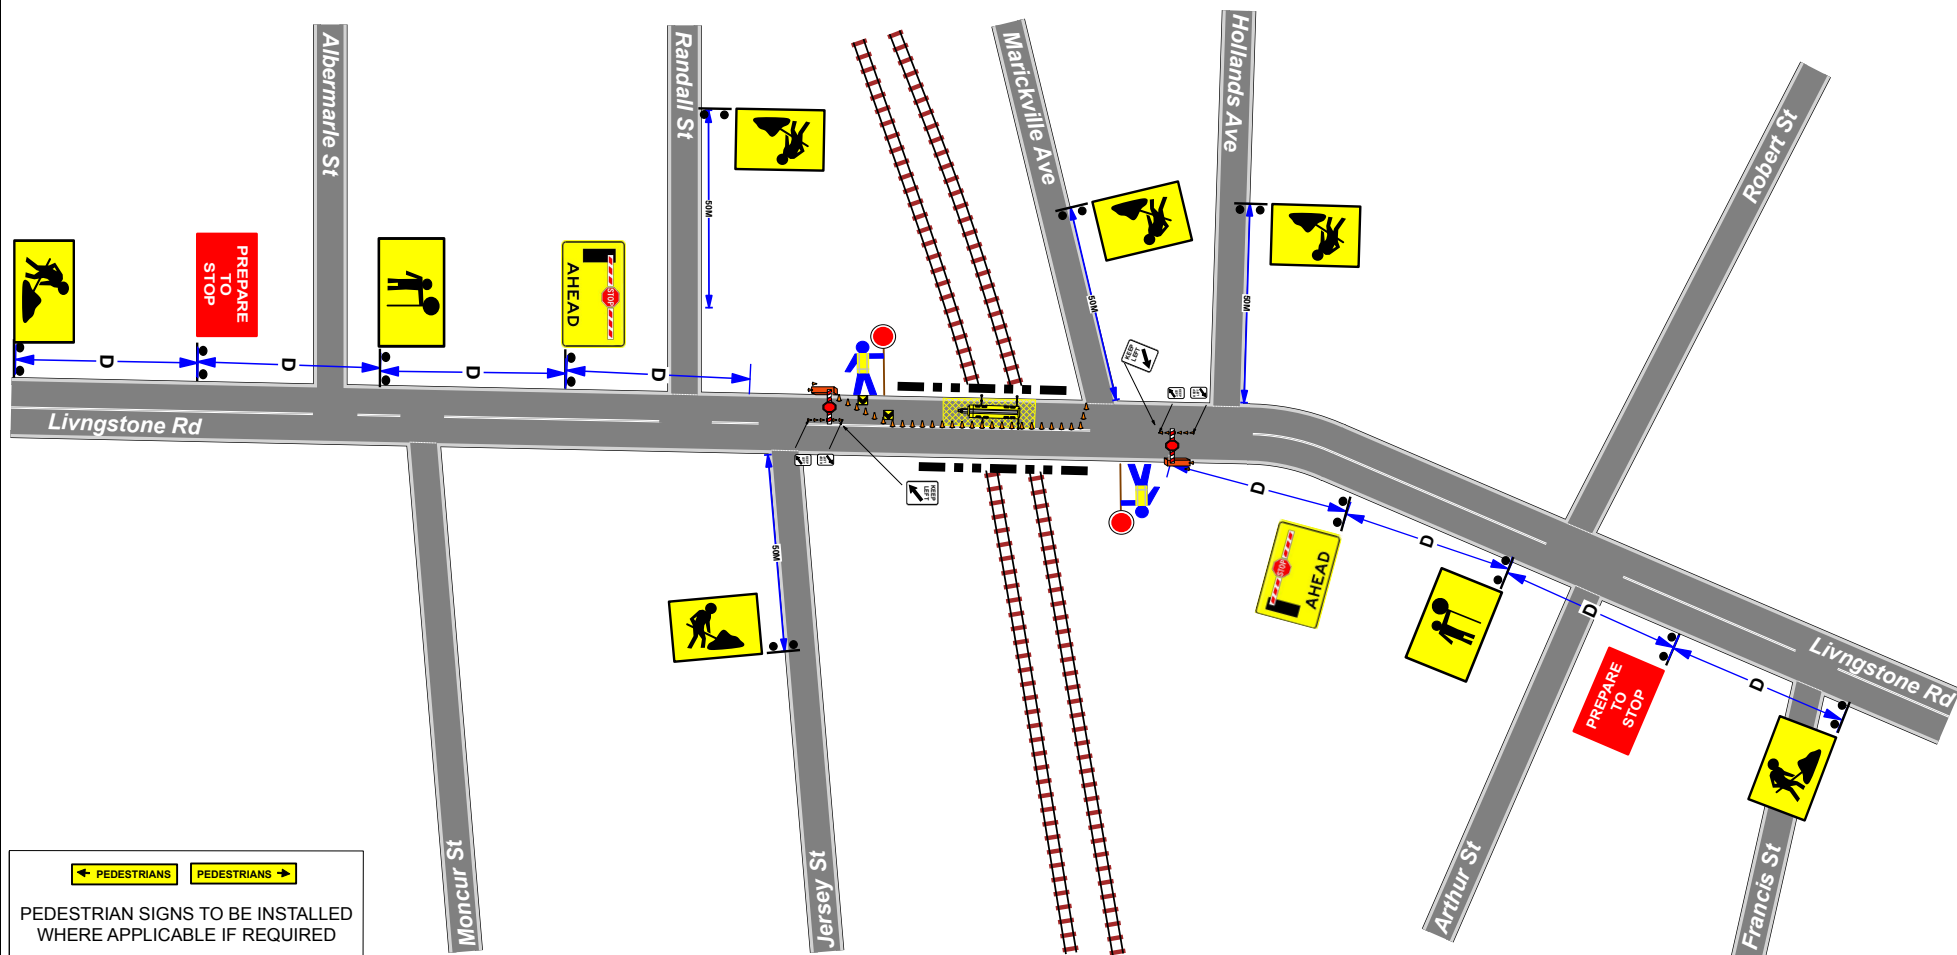 Albermarle St
Randall St
Marickville Ave
Hollands Ave
Robert St
50M
50M
50M
PREPARE
TO
STOP
STOP
AHEAD
KEEP
LEFT
D
D
D
D
Livngstone Rd
KEEP
LEFT
50M
D
D
D
D
STOP
AHEAD
PREPARE
TO
STOP
Livngstone Rd
Moncur St
Jersey St
Arthur St
Francis St
PEDESTRIANS
PEDESTRIANS
PEDESTRIAN SIGNS TO BE INSTALLED
WHERE APPLICABLE IF REQUIRED